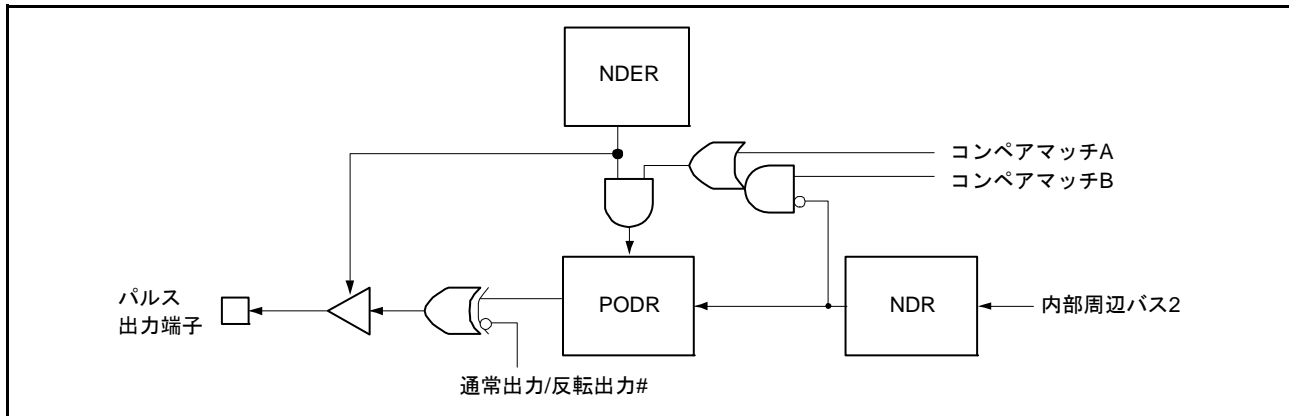 NDER
コンペアマッチA
コンペアマッチB
パルス
出力端子
PODR
NDR
内部周辺バス2
通常出力/反転出力#